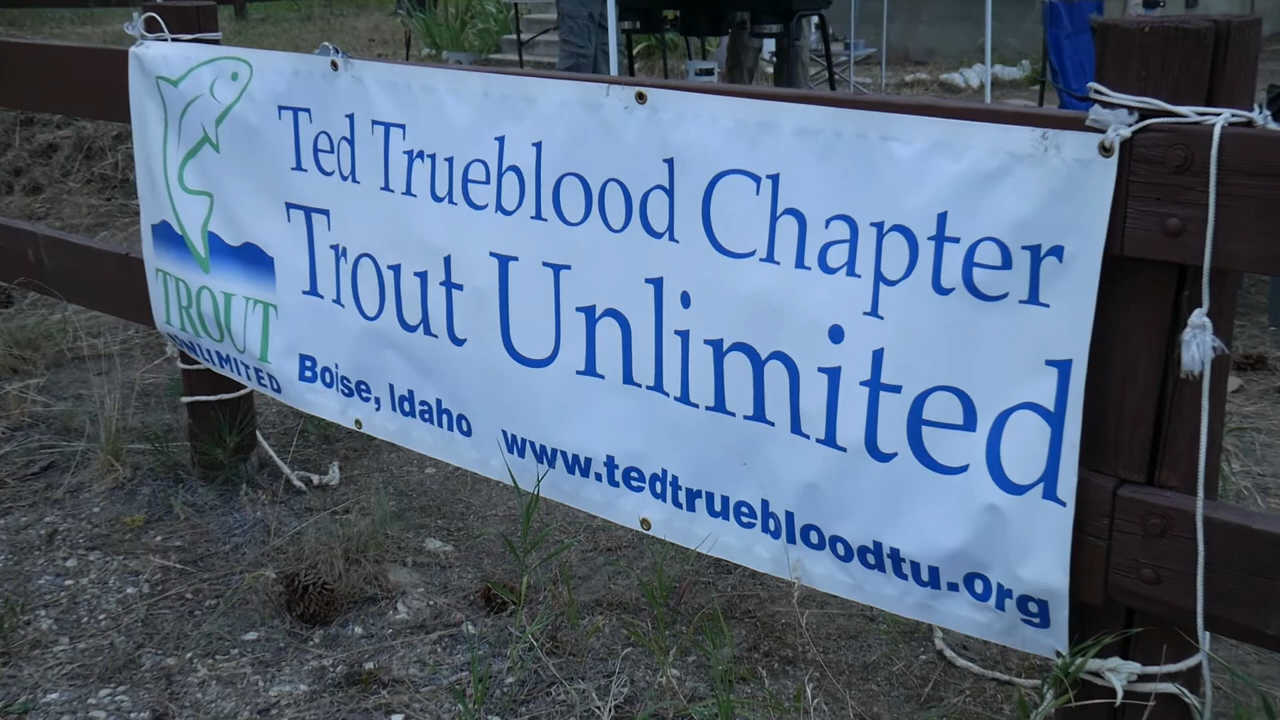 Ted Trueblood Chapter
Trout Unlimited
TROUT
UNLIMITED
Boise, Idaho www.tedtruebloodtu.org